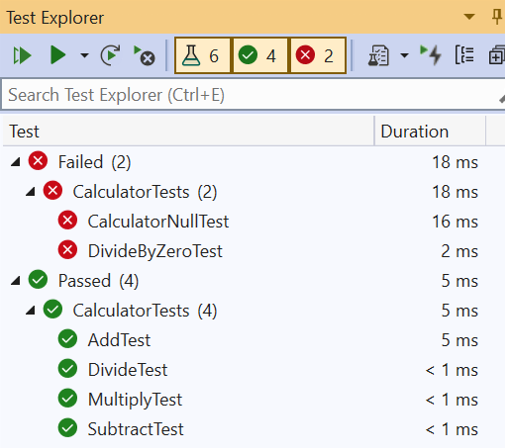 Test Explorer
6 4 2
Search Test Explorer (Ctrl+E)
Test Duration
Failed (2) 18 ms
CalculatorTests (2) 18 ms
CalculatorNullTest 16 ms
DivideByZeroTest 2 ms
Passed (4) 5 ms
CalculatorTests (4) 5 ms
AddTest 5 ms
DivideTest < 1 ms
MultiplyTest < 1 ms
SubtractTest < 1 ms